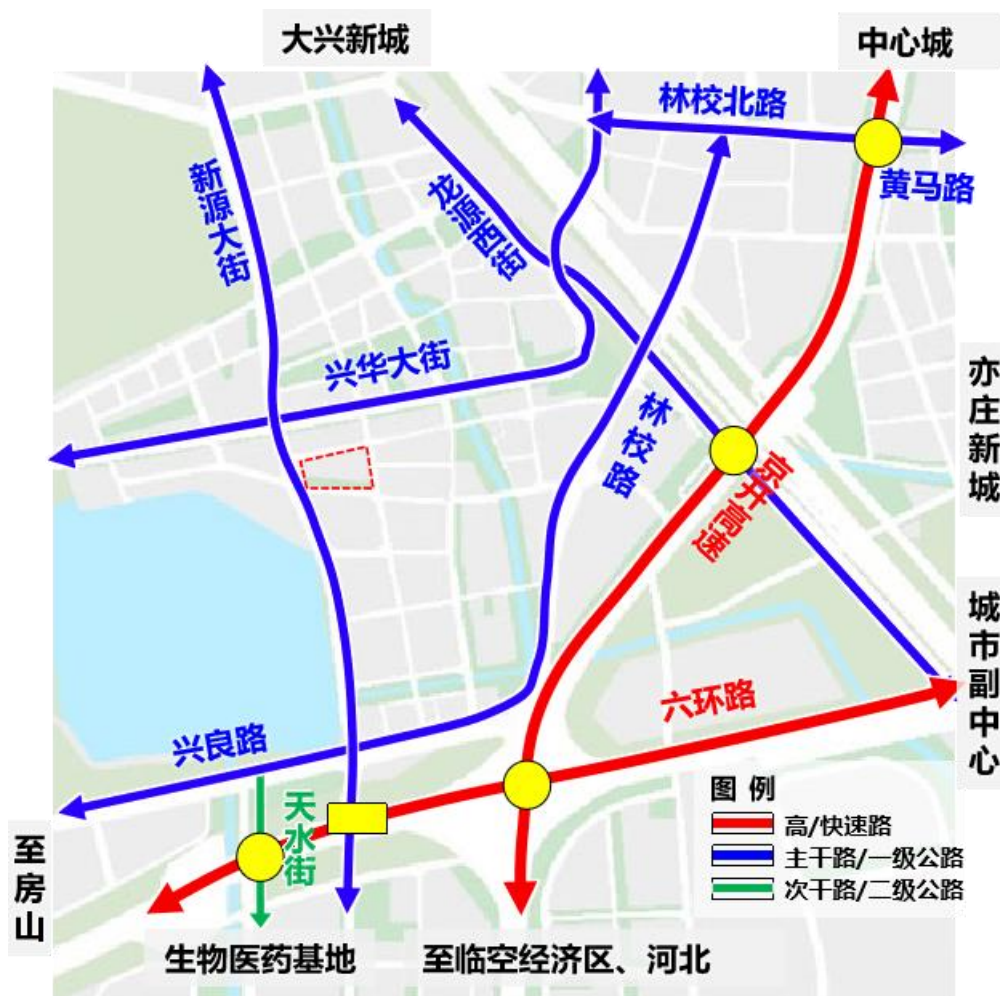 大兴新城
中心城
林校北路
黄马路
新源大街
龙源西街
兴华大街
林校路
京开高速
亦庄新城
城市副中心
六环路
兴良路
天水街
图例
高/快速路
主干路/一级公路
次干路/二级公路
至房山
生物医药基地
至临空经济区、河北